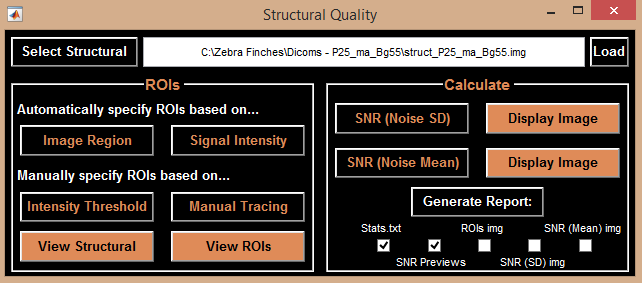 Structural Quality
Select Structural
C:\Zebra Finches\Dicoms - P25_ma_Bg55\struct_P25_ma_Bg55.img
Load
ROIs
Automatically specify ROIs based on...
Image Region
Signal Intensity
Manually specify ROIs based on...
Intensity Threshold
Manual Tracing
View Structural
View ROIs
Calculate
SNR (Noise SD)
Display Image
SNR (Noise Mean)
Display Image
Generate Report:
Stats.txt
ROIs img
SNR (Mean) img
SNR Previews
SNR (SD) img